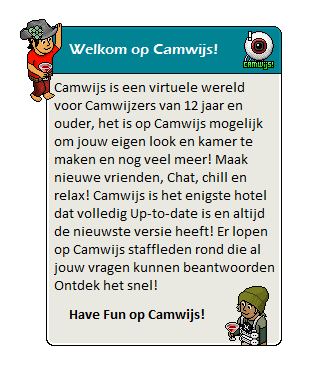 Welkom op Camwijs!
CAMWIJS!
Camwijs is een virtuele wereld
voor Camwijzers van 12 jaar en
ouder, het is op Camwijs mogelijk
om jouw eigen look en kamer te
maken en nog veel meer! Maak
nieuwe vrienden, Chat, chill en
relax! Camwijs is het enigste hotel
dat volledig Up-to-date is en altijd
de nieuwste versie heeft! Er lopen
op Camwijs staffleden rond die al
jouw vragen kunnen beantwoorden
Ontdek het snel!
Have Fun op Camwijs!